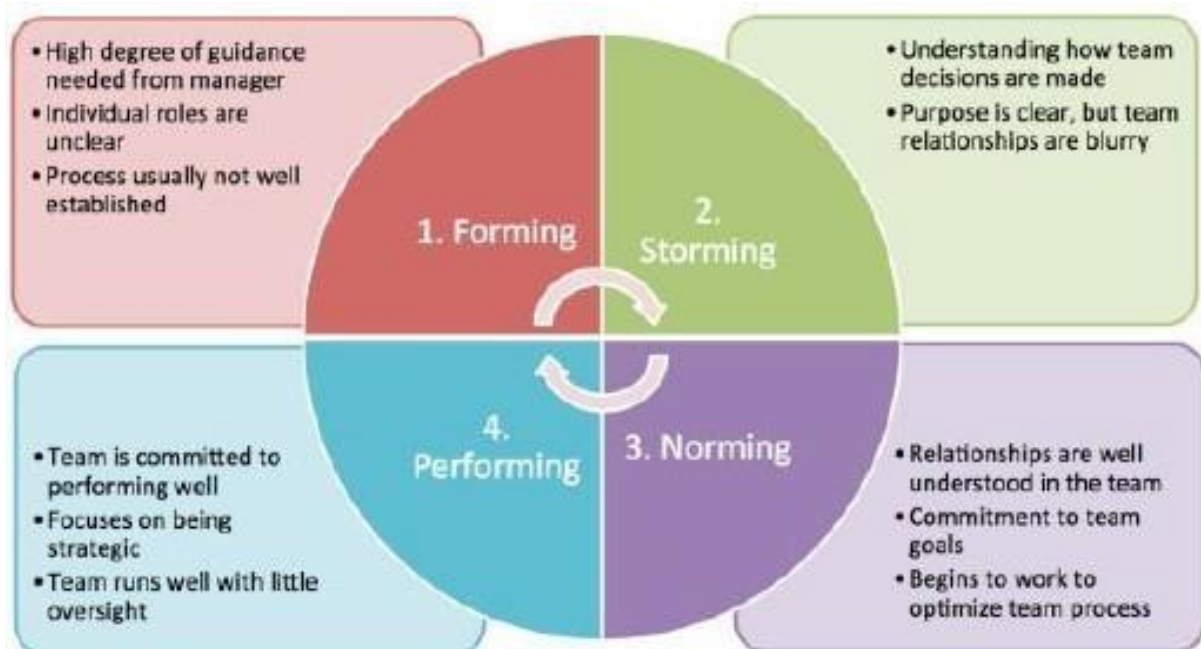 • High degree of guidance
needed from manager
• Individual roles are
unclear
• Process usually not well
established
1. Forming
• Understanding how team
decisions are made
• Purpose is clear, but team
relationships are blurry
2.
Storming
• Team is committed to
performing well
• Focuses on being
strategic
• Team runs well with little
oversight
4.
Performing
3. Norming
• Relationships are well
understood in the team
• Commitment to team
goals
• Begins to work to
optimize team process